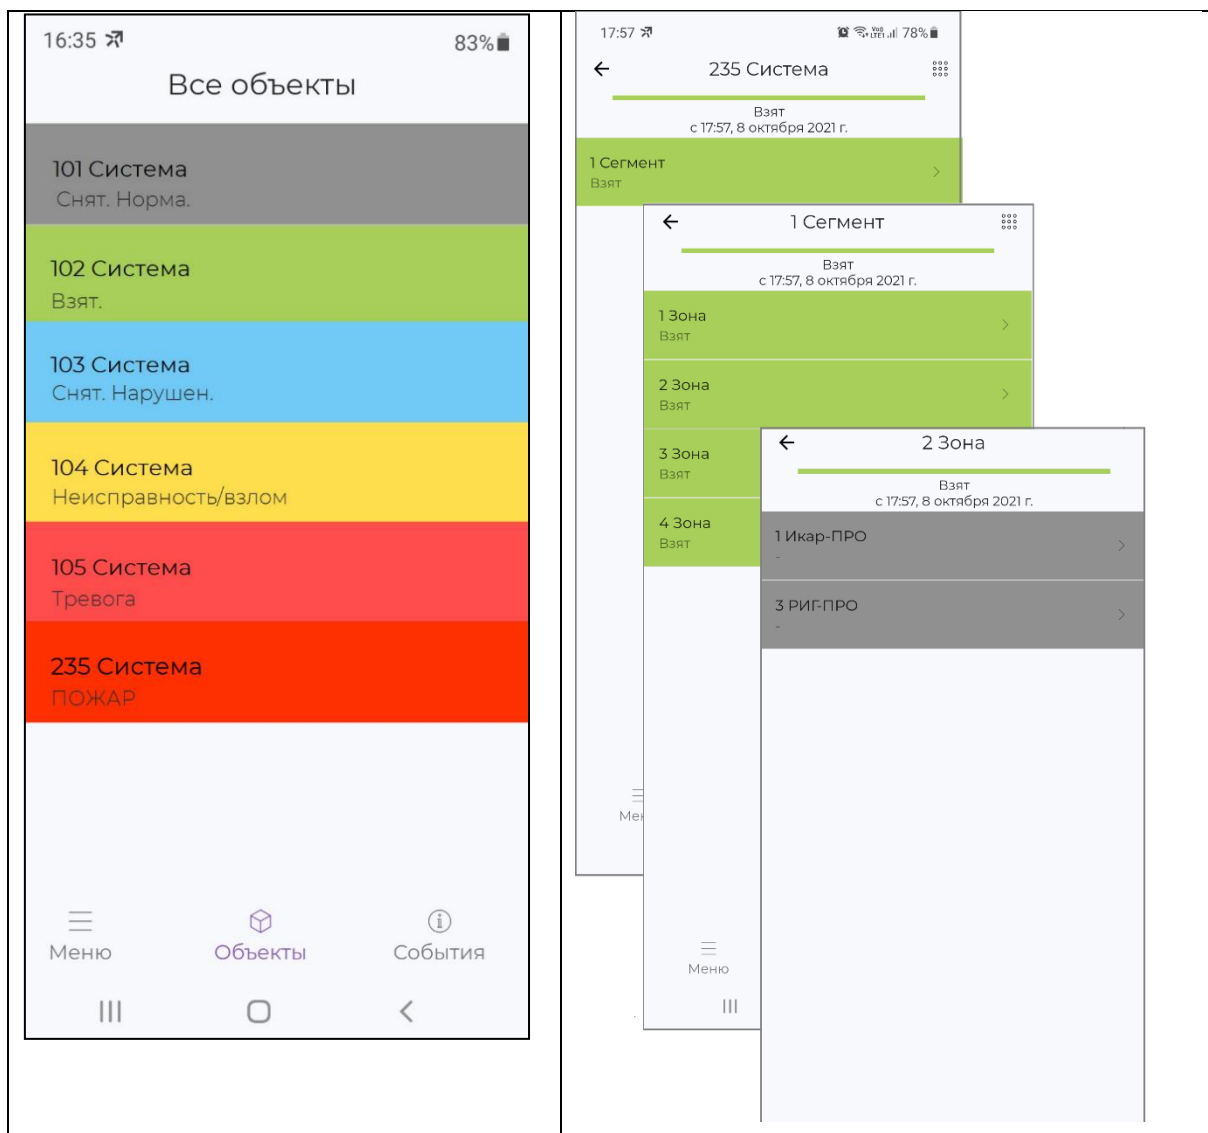 16:35
83%
Все объекты
101 Система
Снят. Норма.
102 Система
Взят.
103 Система
Снят. Нарушен.
104 Система
Неисправность/взлом
105 Система
Тревога
235 Система
ПОЖАР
Меню
Объекты
События
17:57
78%
235 Система
Взят
с 17:57, 8 октября 2021 г.
1 Сегмент
Взят
1 Сегмент
Взят
с 17:57, 8 октября 2021 г.
1 Зона
Взят
2 Зона
Взят
3 Зона
Взят
4 Зона
Взят
Меню
2 Зона
Взят
с 17:57, 8 октября 2021 г.
1 Икар-ПРО
-
3 РИГ-ПРО
-